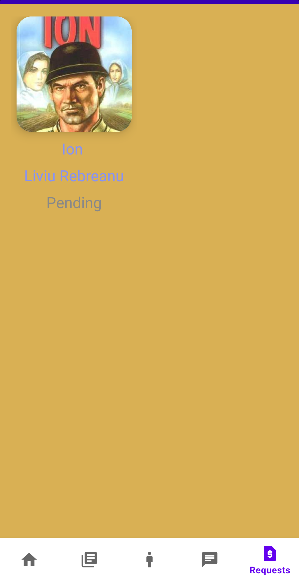 ION
Ion
Liviu Rebreanu
Pending
Requests